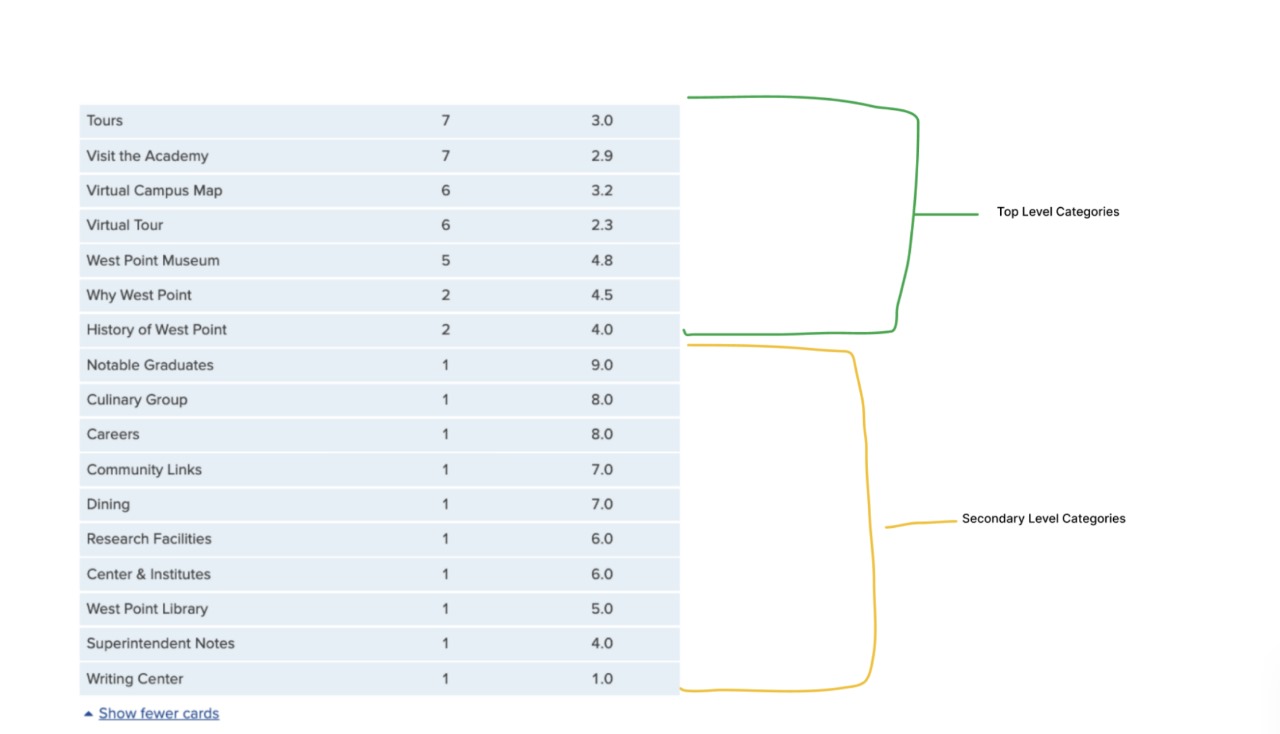 Tours 7 3.0
Visit the Academy 7 2.9
Virtual Campus Map 6 3.2
Virtual Tour 6 2.3
West Point Museum 5 4.8
Why West Point 2 4.5
History of West Point 2 4.0
Notable Graduates 1 9.0
Culinary Group 1 8.0
Careers 1 8.0
Community Links 1 7.0
Dining 1 7.0
Research Facilities 1 6.0
Center & Institutes 1 6.0
West Point Library 1 5.0
Superintendent Notes 1 4.0
Writing Center 1 1.0
Show fewer cards
Top Level Categories
Secondary Level Categories